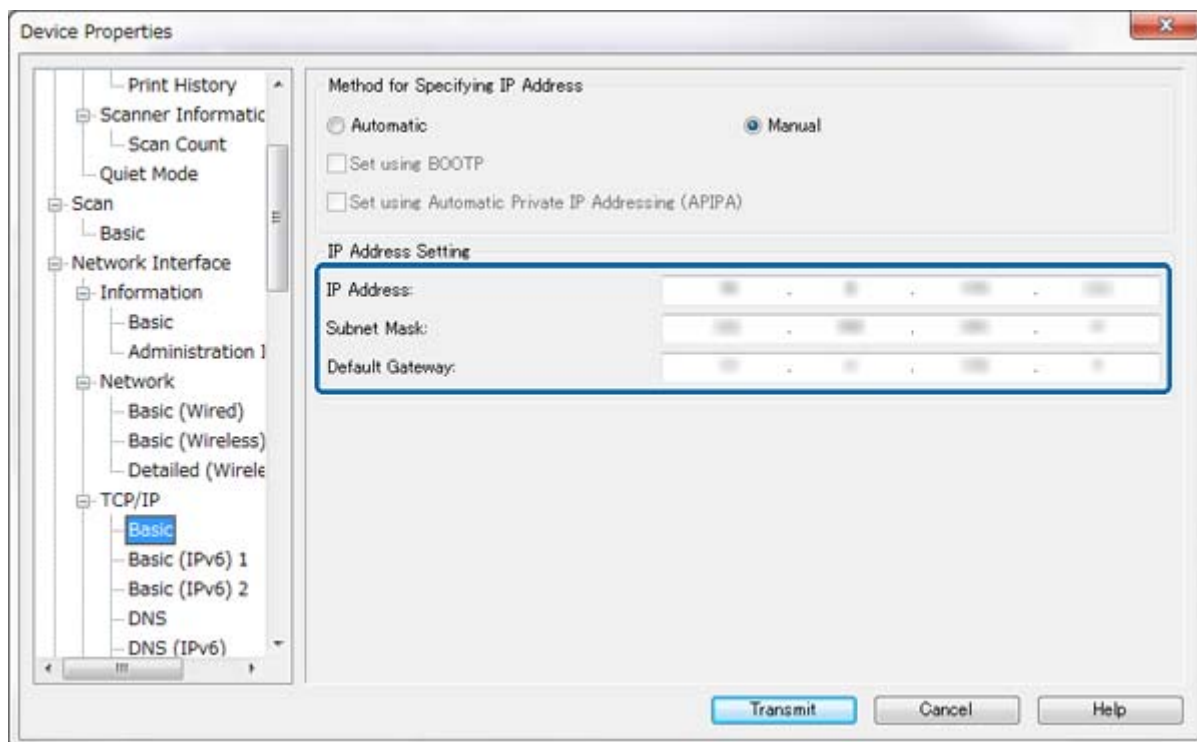 Device Properties
Print History
Scanner Informatic
Scan Count
Quiet Mode
Scan
Basic
Network Interface
Information
Basic
Administration I
Network
Basic (Wired)
Basic (Wireless)
Detailed (Wirele
TCP/IP
Basic
Basic (IPv6) 1
Basic (IPv6) 2
DNS
DNS (IPv6)
Method for Specifying IP Address
Automatic Manual
Set using BOOTP
Set using Automatic Private IP Addressing (APIPA)
IP Address Setting
IP Address:
Subnet Mask:
Default Gateway:
Transmit Cancel Help